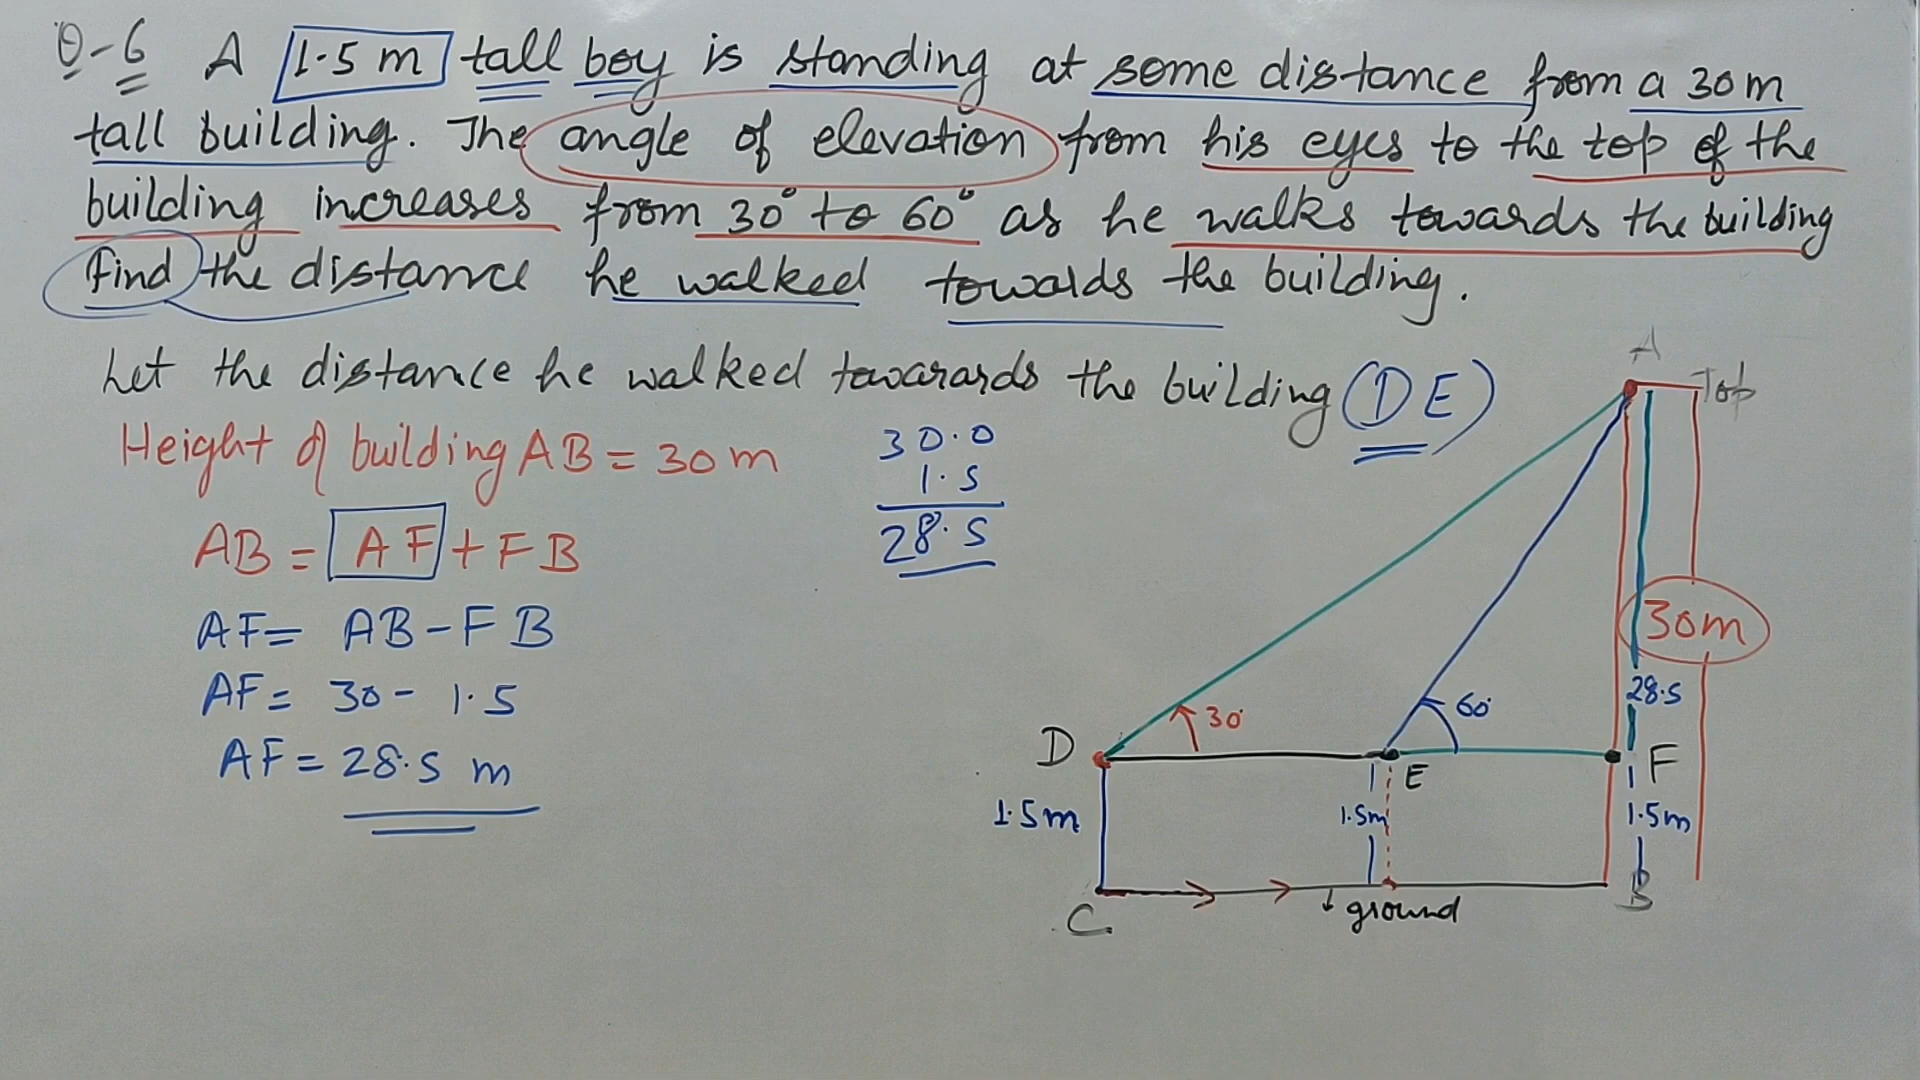 Q-6 A 1.5 m tall boy is standing at some distance from a 30m
tall building. The angle of elevation from his eyes to the top of the
building increases from 30° to 60° as he walks towards the building
find the distance he walked towards the building.
Let the distance he walked towarards the building (DE)
Height of building AB = 30 m
AB = AF + FB
AF = AB - FB
AF = 30 - 1.5
AF = 28.5 m
30.0
1.5
28.5
A
Top
30m
28.5
30°
60°
D
E
F
1.5m
1.5m
1.5m
C
ground
B